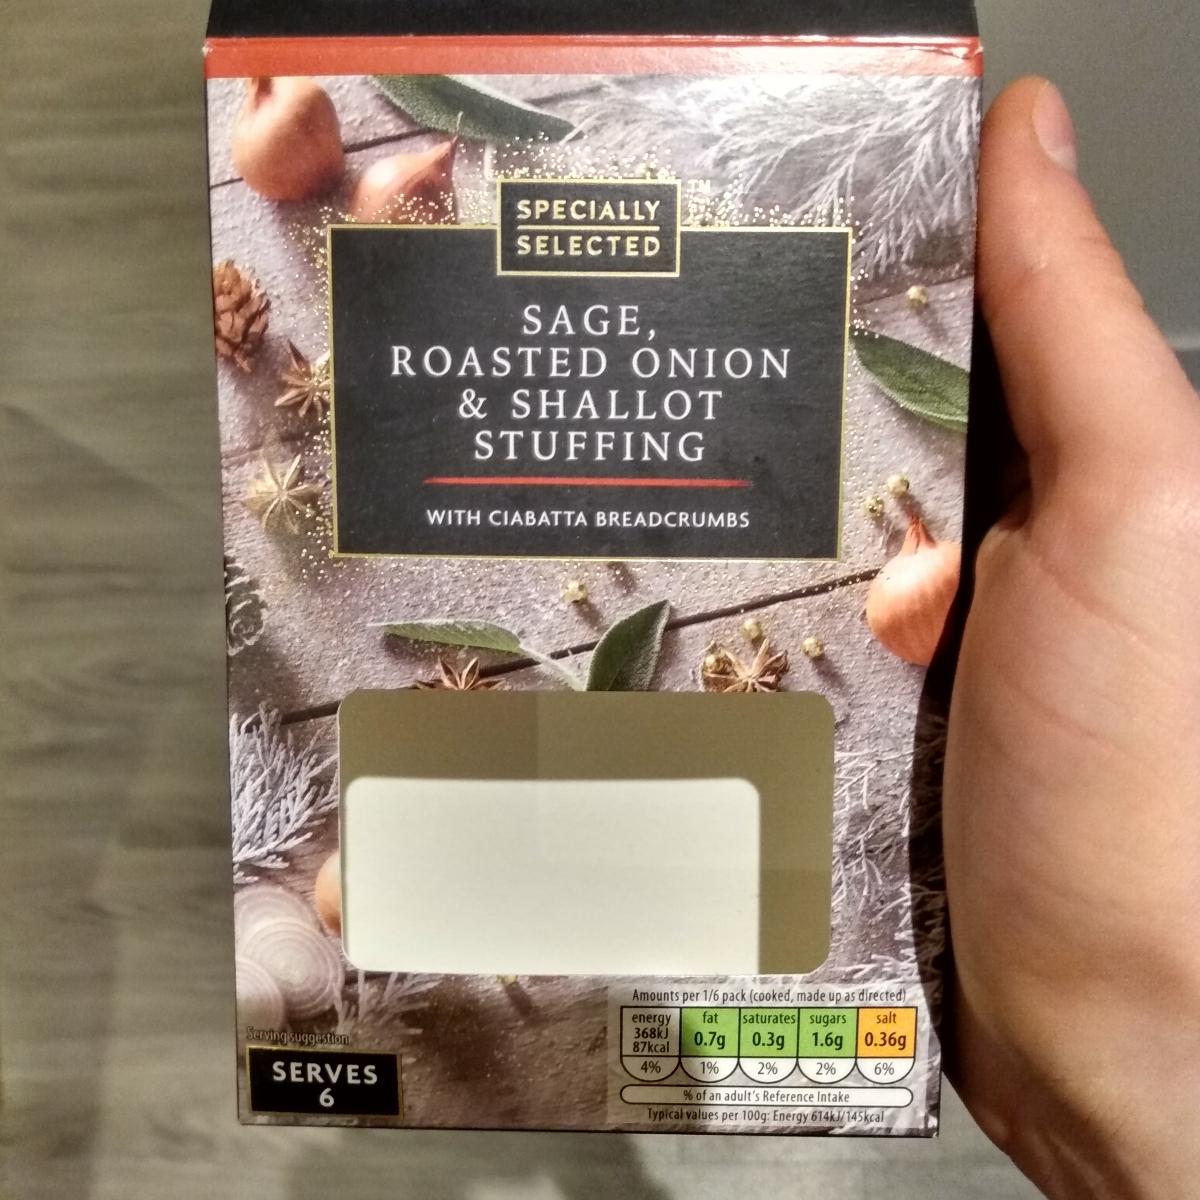 SPECIALLY
SELECTED
TM
SAGE,
ROASTED ONION
& SHALLOT
STUFFING
WITH CIABATTA BREADCRUMBS
Serving suggestion
SERVES
6
Amounts per 1/6 pack (cooked, made up as directed)
energy fat saturates sugars salt
368kJ
87kcal 0.7g 0.3g 1.6g 0.36g
4% 1% 2% 2% 6%
% of an adult's Reference Intake
Typical values per 100g: Energy 614kJ/145kcal